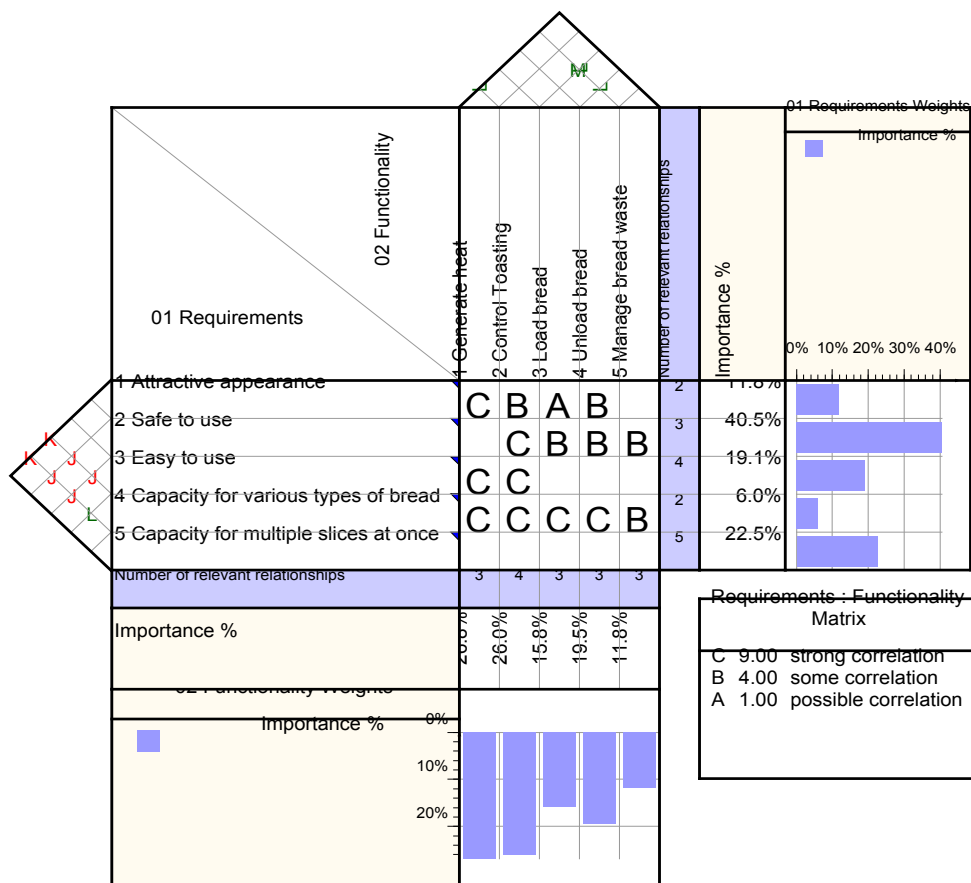 M
L
L
01 Requirements Weights
Importance %
02 Functionality
01 Requirements
1 Generate heat
2 Control Toasting
3 Load bread
4 Unload bread
5 Manage bread waste
Number of relevant relationships
Importance %
0% 10% 20% 30% 40%
1 Attractive appearance
2 Safe to use
3 Easy to use
4 Capacity for various types of bread
5 Capacity for multiple slices at once
K
K J
J J
J
L
C B A B
C B B B
C C
C C C C B
2
3
4
2
5
11.8%
40.5%
19.1%
6.0%
22.5%
Number of relevant relationships 3 4 3 3 3
Importance %
26.0%
15.8%
19.5%
11.8%
02 Functionality Weights
Importance %
0%
10%
20%
Requirements : Functionality
Matrix
C 9.00 strong correlation
B 4.00 some correlation
A 1.00 possible correlation